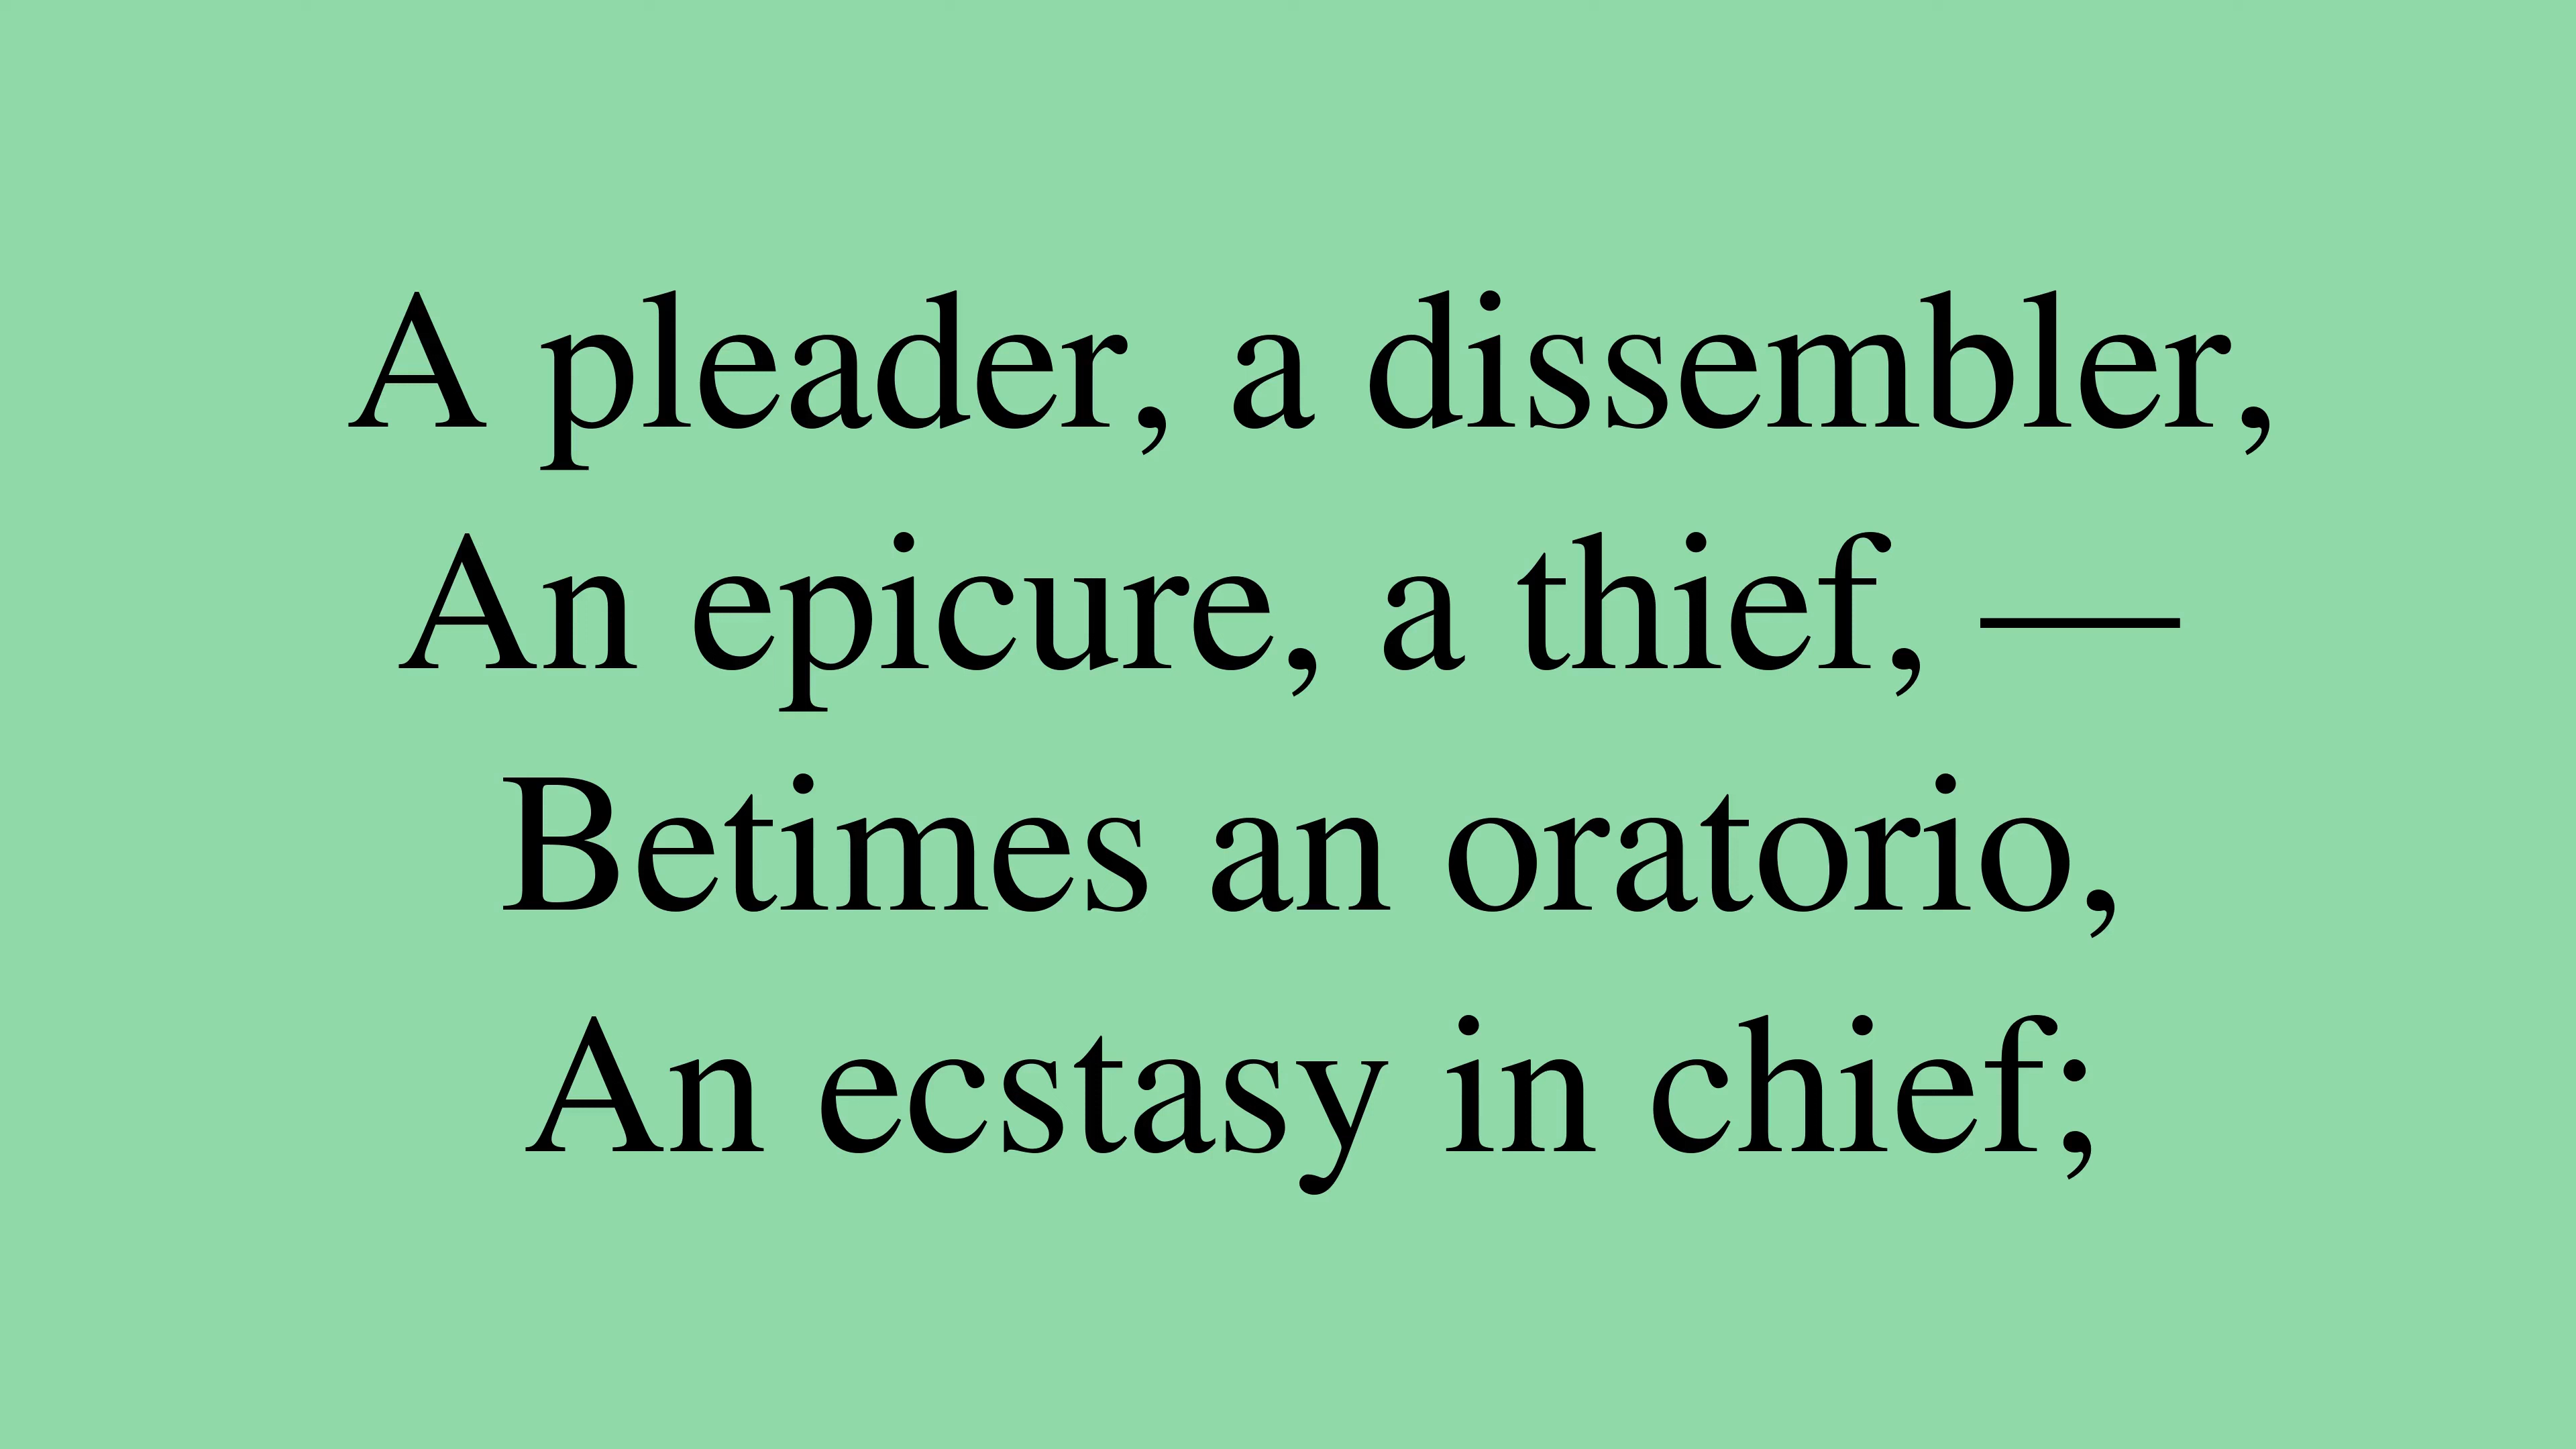 A pleader, a dissembler,
An epicure, a thief, —
Betimes an oratorio,
An ecstasy in chief;